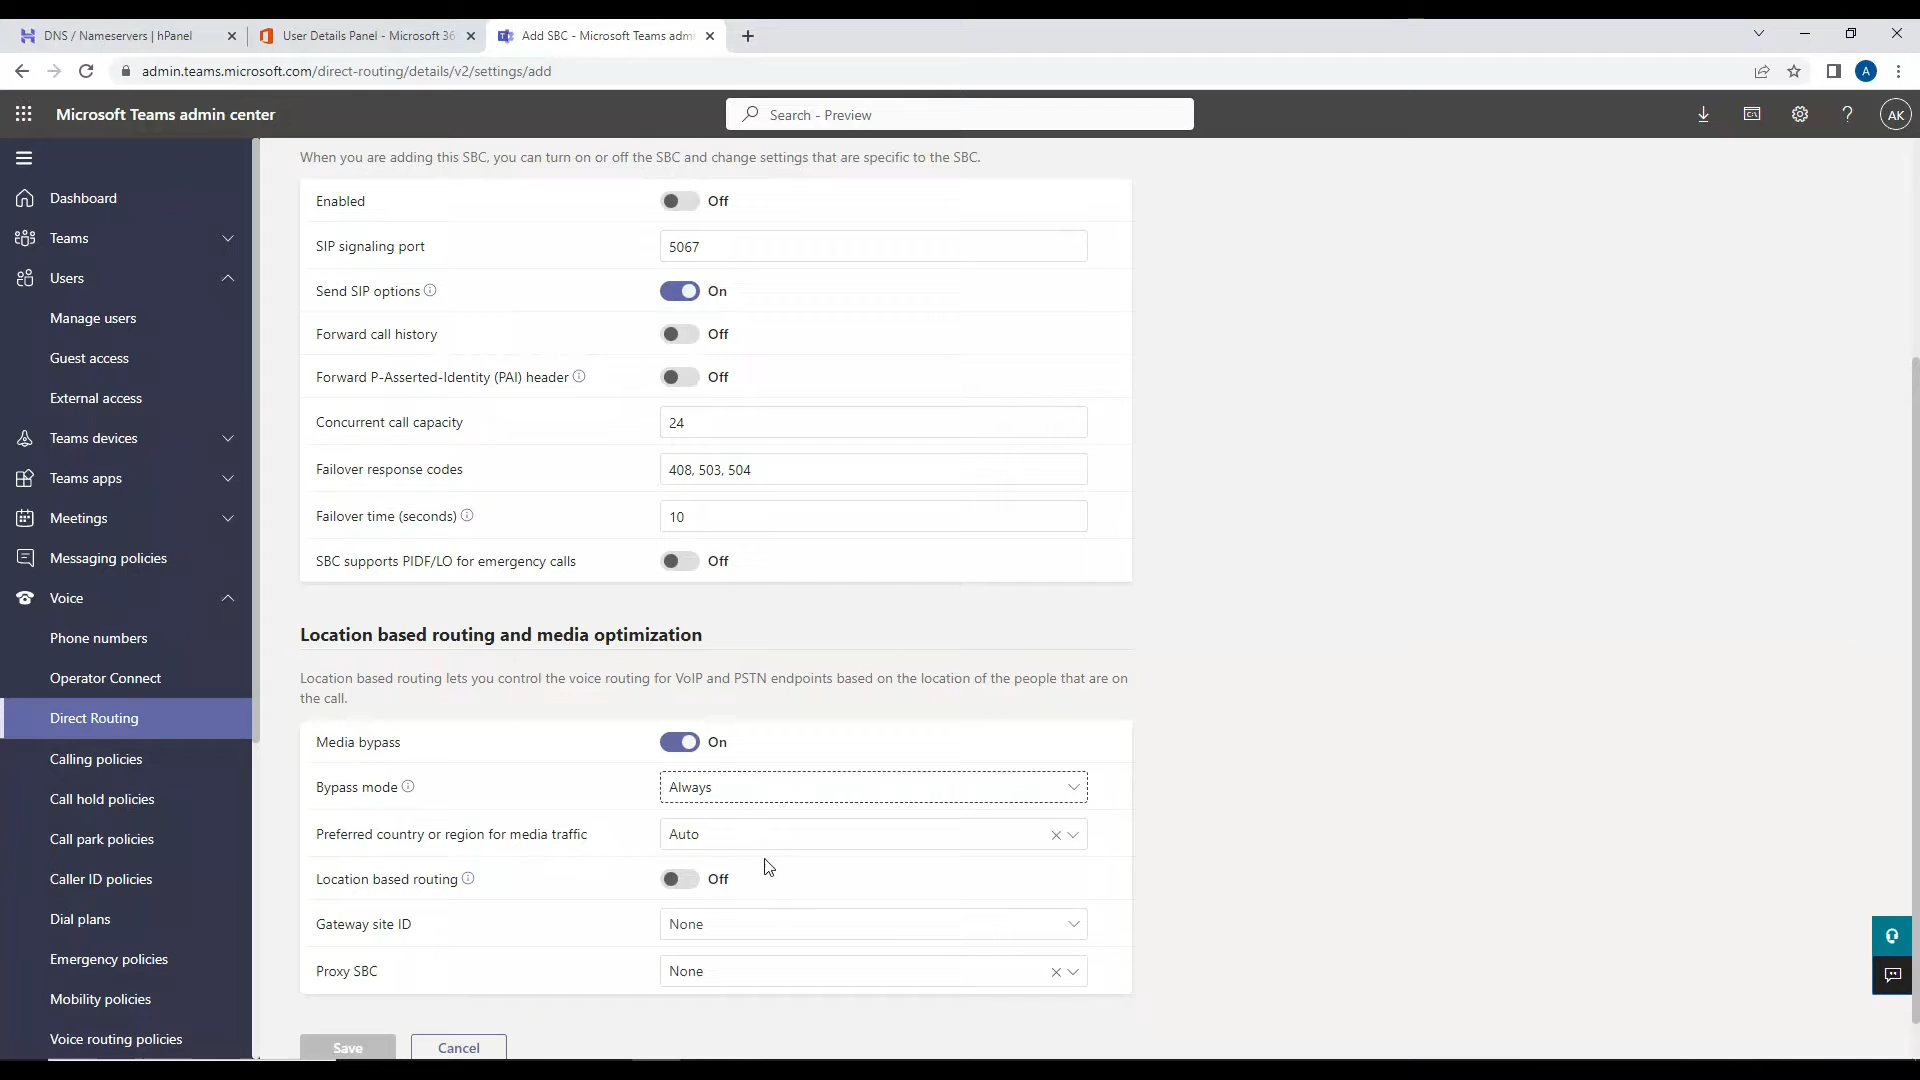 DNS / Nameservers | hPanel
User Details Panel - Microsoft 36
Add SBC - Microsoft Teams adm
admin.teams.microsoft.com/direct-routing/details/v2/settings/add
A
Microsoft Teams admin center
Search - Preview
?
AK
Dashboard
Teams
Users
Manage users
Guest access
External access
Teams devices
Teams apps
Meetings
Messaging policies
Voice
Phone numbers
Operator Connect
Direct Routing
Calling policies
Call hold policies
Call park policies
Caller ID policies
Dial plans
Emergency policies
Mobility policies
Voice routing policies
When you are adding this SBC, you can turn on or off the SBC and change settings that are specific to the SBC.
Enabled Off
SIP signaling port 5067
Send SIP options On
Forward call history Off
Forward P-Asserted-Identity (PAI) header Off
Concurrent call capacity 24
Failover response codes 408, 503, 504
Failover time (seconds) 10
SBC supports PIDF/LO for emergency calls Off
Location based routing and media optimization
Location based routing lets you control the voice routing for VoIP and PSTN endpoints based on the location of the people that are on
the call.
Media bypass On
Bypass mode Always
Preferred country or region for media traffic Auto
Location based routing Off
Gateway site ID None
Proxy SBC None
Save Cancel